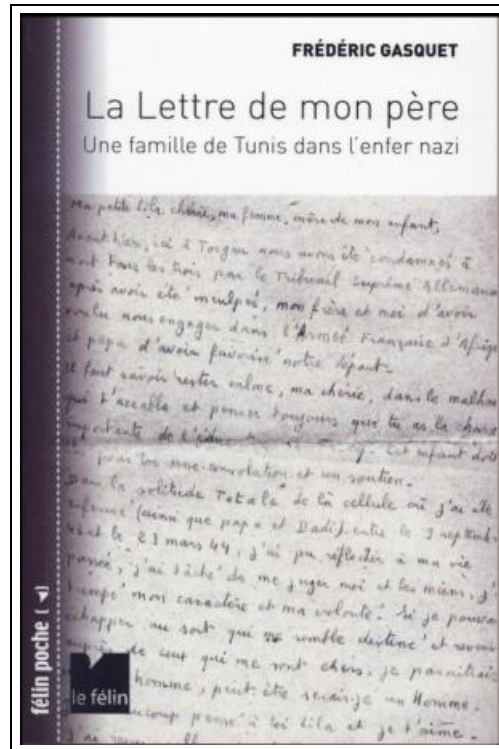 FRÉDÉRIC GASQUET
La Lettre de mon père
Une famille de Tunis dans l'enfer nazi
Ma petite Lila chérie, ma femme, mère de mon enfant,
Avant hier, ici à Torgau nous avons été condamnés à
mort tous les trois par le Tribunal Suprême Allemand
après avoir été inculpés, mon frère et moi d'avoir
voulu nous engager dans l'Armée Française d'Afrique
et papa d'avoir favorisé notre départ.
Il faut savoir rester calme, ma chérie, dans le malheur
qui t'accable et penser toujours que tu as la charge
importante de Cet enfant doit
pour toi une consolation et un soutien.
Dans la solitude Totale de la cellule où j'ai été
enfermé (ainsi que papa et Dadi) entre le 9 septembre
43 et le 23 mars 44, j'ai pu réfléchir à ma vie
passée, j'ai tâché de me juger moi et les miens, j'
mon caractère et ma volonté. Si je pouvais
échapper au sort qui me semble destiné et revenir
auprès de ceux qui me sont chers, je
homme, peut-être serais-je un Homme.
pensé à toi Lila et je t'aime.
félin poche
le félin